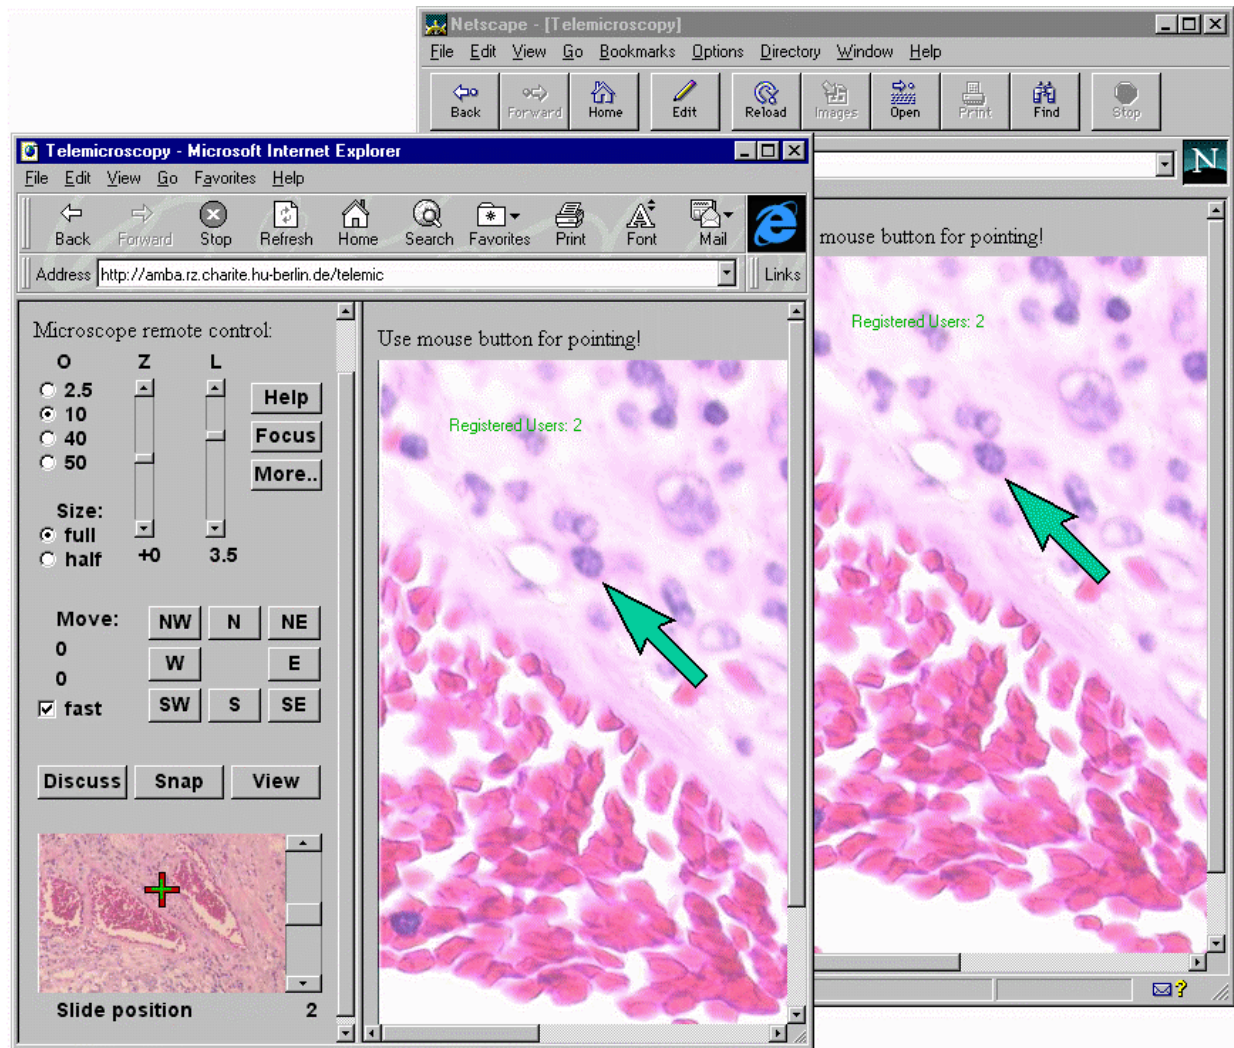 Netscape - [Telemicroscopy]
File Edit View Go Bookmarks Options Directory Window Help
Back Forward Home Edit Reload Images Open Print Find Stop
N
mouse button for pointing!
Registered Users: 2
Telemicroscopy - Microsoft Internet Explorer
File Edit View Go Favorites Help
Back Forward Stop Refresh Home Search Favorites Print Font Mail
Address http://amba.rz.charite.hu-berlin.de/telemic Links
Microscope remote control:
O Z L
2.5
10
40
50
Help
Focus
More..
Size:
full
half
+0 3.5
Move:
0
0
fast
NW N NE
W E
SW S SE
Discuss Snap View
Slide position 2
Use mouse button for pointing!
Registered Users: 2